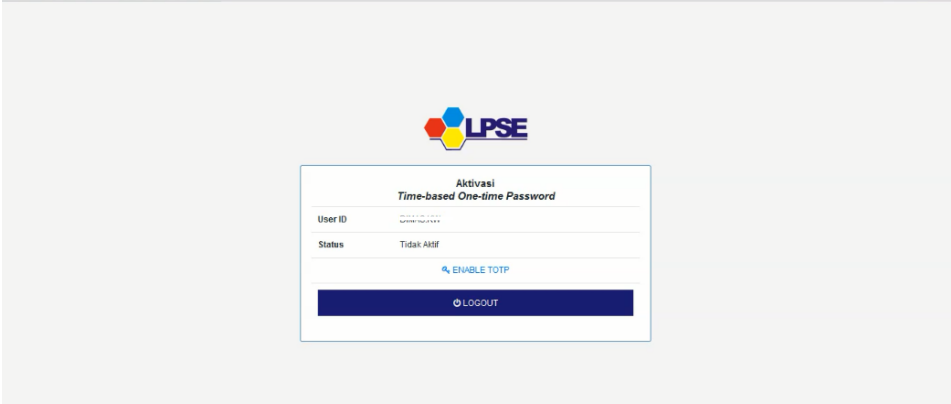 LPSE
Aktivasi
Time-based One-time Password
User ID
Status Tidak Aktif
ENABLE TOTP
LOGOUT